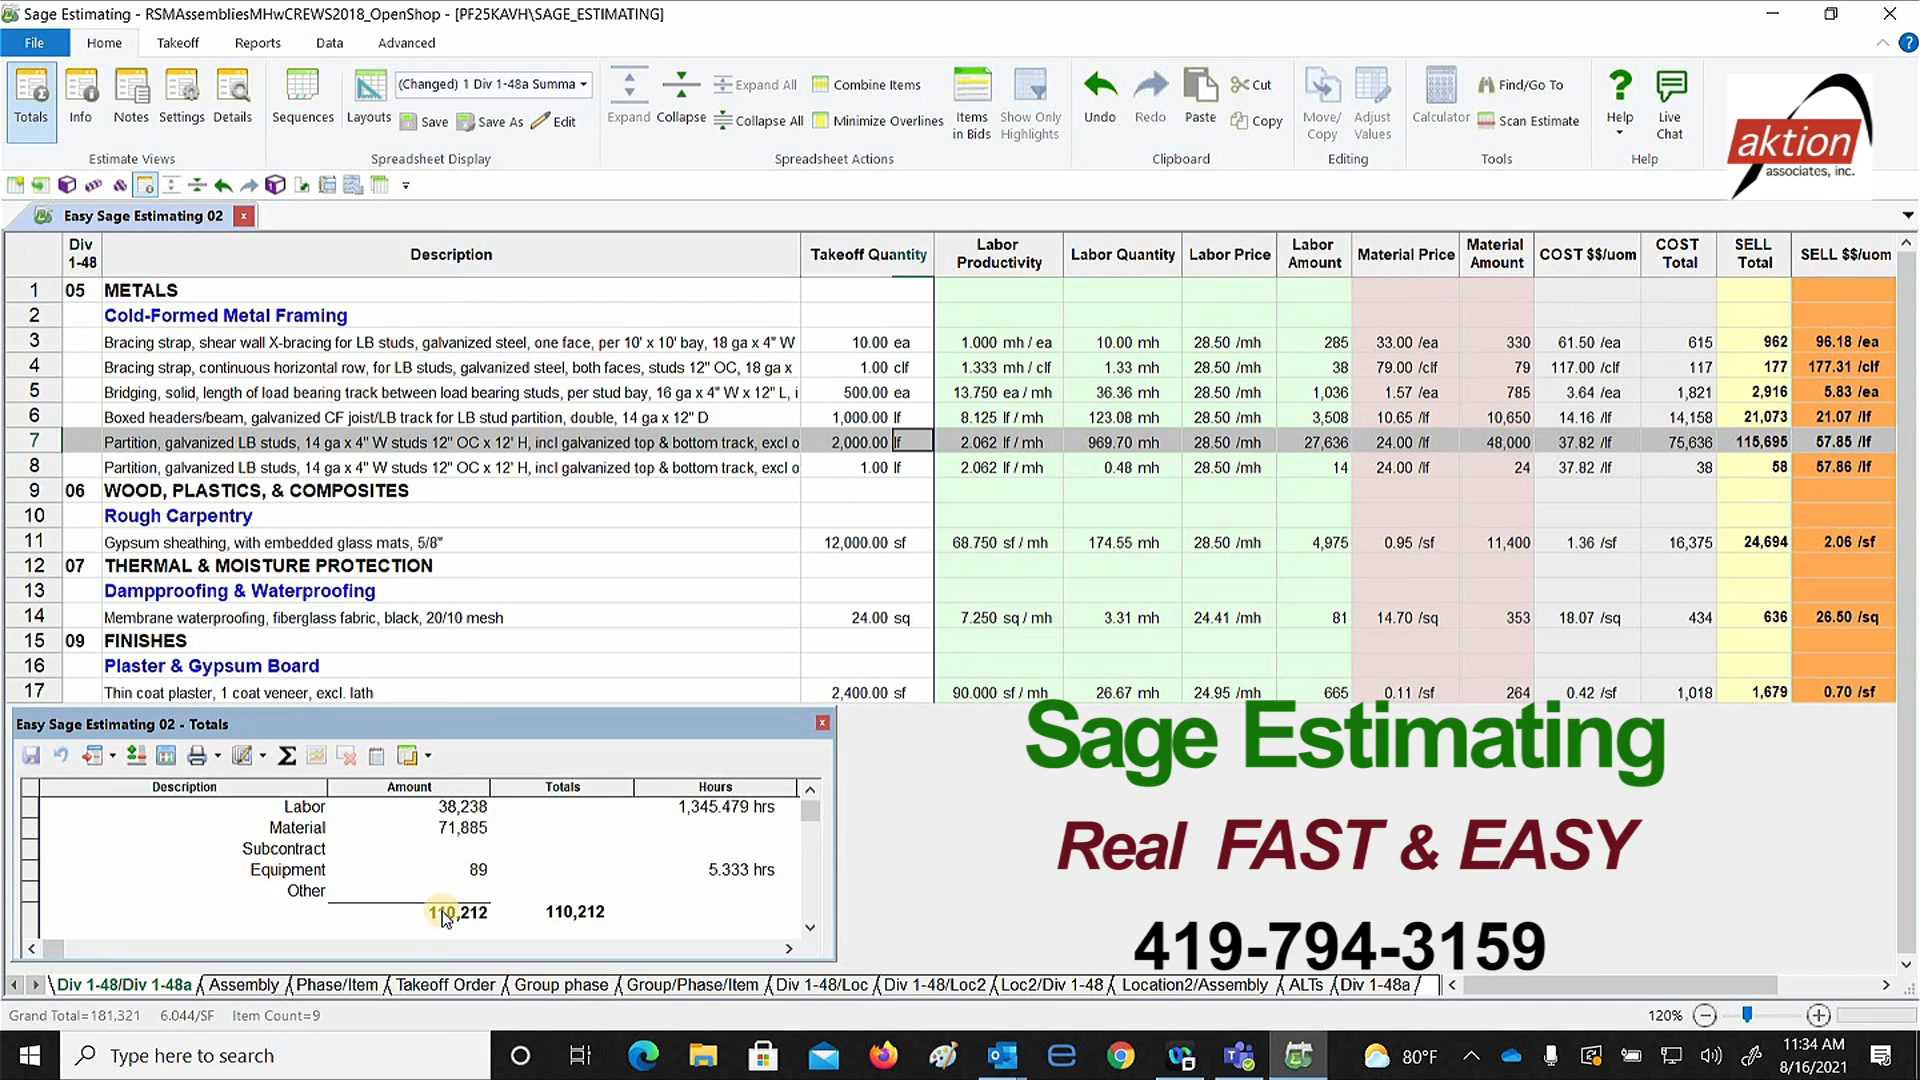 Sage Estimating - RSMAssembliesMHwCREWS2018_OpenShop - [PF25KAVH\SAGE_ESTIMATING]
File Home Takeoff Reports Data Advanced
Totals Info Notes Settings Details
Estimate Views
Sequences Layouts (Changed) 1 Div 1-48a Summa
Save Save As Edit
Spreadsheet Display
Expand Collapse Expand All Collapse All Combine Items Minimize Overlines Items in Bids Show Only Highlights
Spreadsheet Actions
Undo Redo Paste Cut Copy
Clipboard
Move/Copy Adjust Values
Editing
Calculator Find/Go To Scan Estimate
Tools
Help Live Chat
Help
aktion
associates, inc.
Easy Sage Estimating 02 x
Div 1-48 Description Takeoff Quantity Labor Productivity Labor Quantity Labor Price Labor Amount Material Price Material Amount COST $$/uom COST Total SELL Total SELL $$/uom
1 05 METALS
2 Cold-Formed Metal Framing
3 Bracing strap, shear wall X-bracing for LB studs, galvanized steel, one face, per 10' x 10' bay, 18 ga x 4" W 10.00 ea 1.000 mh / ea 10.00 mh 28.50 /mh 285 33.00 /ea 330 61.50 /ea 615 962 96.18 /ea
4 Bracing strap, continuous horizontal row, for LB studs, galvanized steel, both faces, studs 12" OC, 18 ga x 1.00 clf 1.333 mh / clf 1.33 mh 28.50 /mh 38 79.00 /clf 79 117.00 /clf 117 177 177.31 /clf
5 Bridging, solid, length of load bearing track between load bearing studs, per stud bay, 16 ga x 4" W x 12" L, i 500.00 ea 13.750 ea / mh 36.36 mh 28.50 /mh 1,036 1.57 /ea 785 3.64 /ea 1,821 2,916 5.83 /ea
6 Boxed headers/beam, galvanized CF joist/LB track for LB stud partition, double, 14 ga x 12" D 1,000.00 lf 8.125 lf / mh 123.08 mh 28.50 /mh 3,508 10.65 /lf 10,650 14.16 /lf 14,158 21,073 21.07 /lf
7 Partition, galvanized LB studs, 14 ga x 4" W studs 12" OC x 12' H, incl galvanized top & bottom track, excl o 2,000.00 lf 2.062 lf / mh 969.70 mh 28.50 /mh 27,636 24.00 /lf 48,000 37.82 /lf 75,636 115,695 57.85 /lf
8 Partition, galvanized LB studs, 14 ga x 4" W studs 12" OC x 12' H, incl galvanized top & bottom track, excl o 1.00 lf 2.062 lf / mh 0.48 mh 28.50 /mh 14 24.00 /lf 24 37.82 /lf 38 58 57.86 /lf
9 06 WOOD, PLASTICS, & COMPOSITES
10 Rough Carpentry
11 Gypsum sheathing, with embedded glass mats, 5/8" 12,000.00 sf 68.750 sf / mh 174.55 mh 28.50 /mh 4,975 0.95 /sf 11,400 1.36 /sf 16,375 24,694 2.06 /sf
12 07 THERMAL & MOISTURE PROTECTION
13 Dampproofing & Waterproofing
14 Membrane waterproofing, fiberglass fabric, black, 20/10 mesh 24.00 sq 7.250 sq / mh 3.31 mh 24.41 /mh 81 14.70 /sq 353 18.07 /sq 434 636 26.50 /sq
15 09 FINISHES
16 Plaster & Gypsum Board
17 Thin coat plaster, 1 coat veneer, excl. lath 2,400.00 sf 90.000 sf / mh 26.67 mh 24.95 /mh 665 0.11 /sf 264 0.42 /sf 1,018 1,679 0.70 /sf
Easy Sage Estimating 02 - Totals x
Description Amount Totals Hours
Labor 38,238 1,345.479 hrs
Material 71,885
Subcontract
Equipment 89 5.333 hrs
Other
110,212 110,212
Sage Estimating
Real FAST & EASY
419-794-3159
Div 1-48/Div 1-48a Assembly Phase/Item Takeoff Order Group phase Group/Phase/Item Div 1-48/Loc Div 1-48/Loc2 Loc2/Div 1-48 Location2/Assembly ALTs Div 1-48a
Grand Total=181,321 6.044/SF Item Count=9 120%
Type here to search 80°F 11:34 AM
8/16/2021